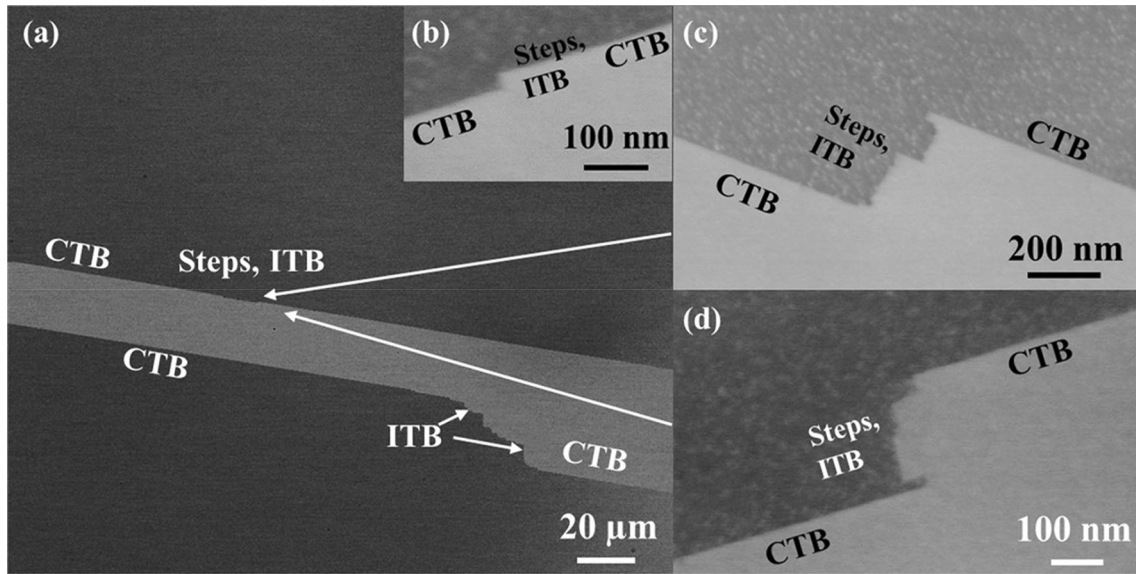 (a)
CTB
Steps, ITB
CTB
ITB
CTB
20 µm
(b)
Steps,
ITB
CTB
CTB
100 nm
(c)
Steps,
ITB
CTB
CTB
200 nm
(d)
CTB
Steps,
ITB
CTB
100 nm